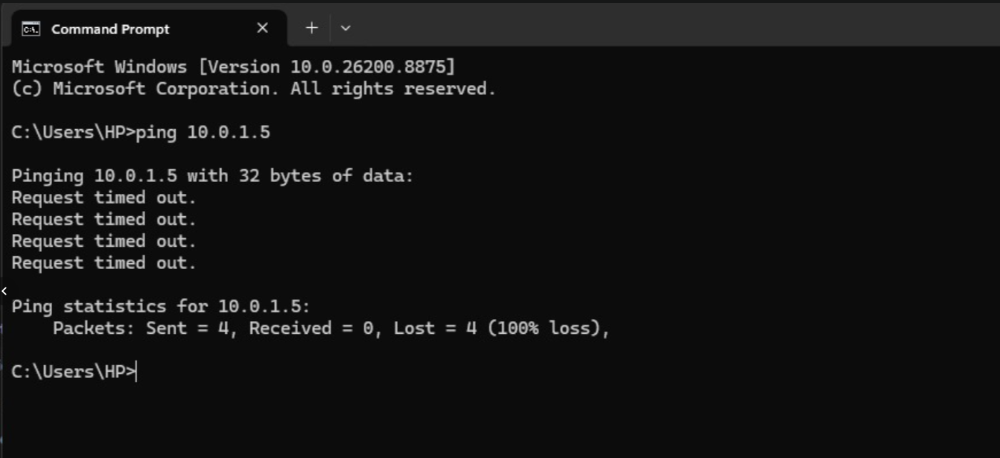 Command Prompt
Microsoft Windows [Version 10.0.26200.8875]
(c) Microsoft Corporation. All rights reserved.
C:\Users\HP>ping 10.0.1.5
Pinging 10.0.1.5 with 32 bytes of data:
Request timed out.
Request timed out.
Request timed out.
Request timed out.
Ping statistics for 10.0.1.5:
    Packets: Sent = 4, Received = 0, Lost = 4 (100% loss),
C:\Users\HP>